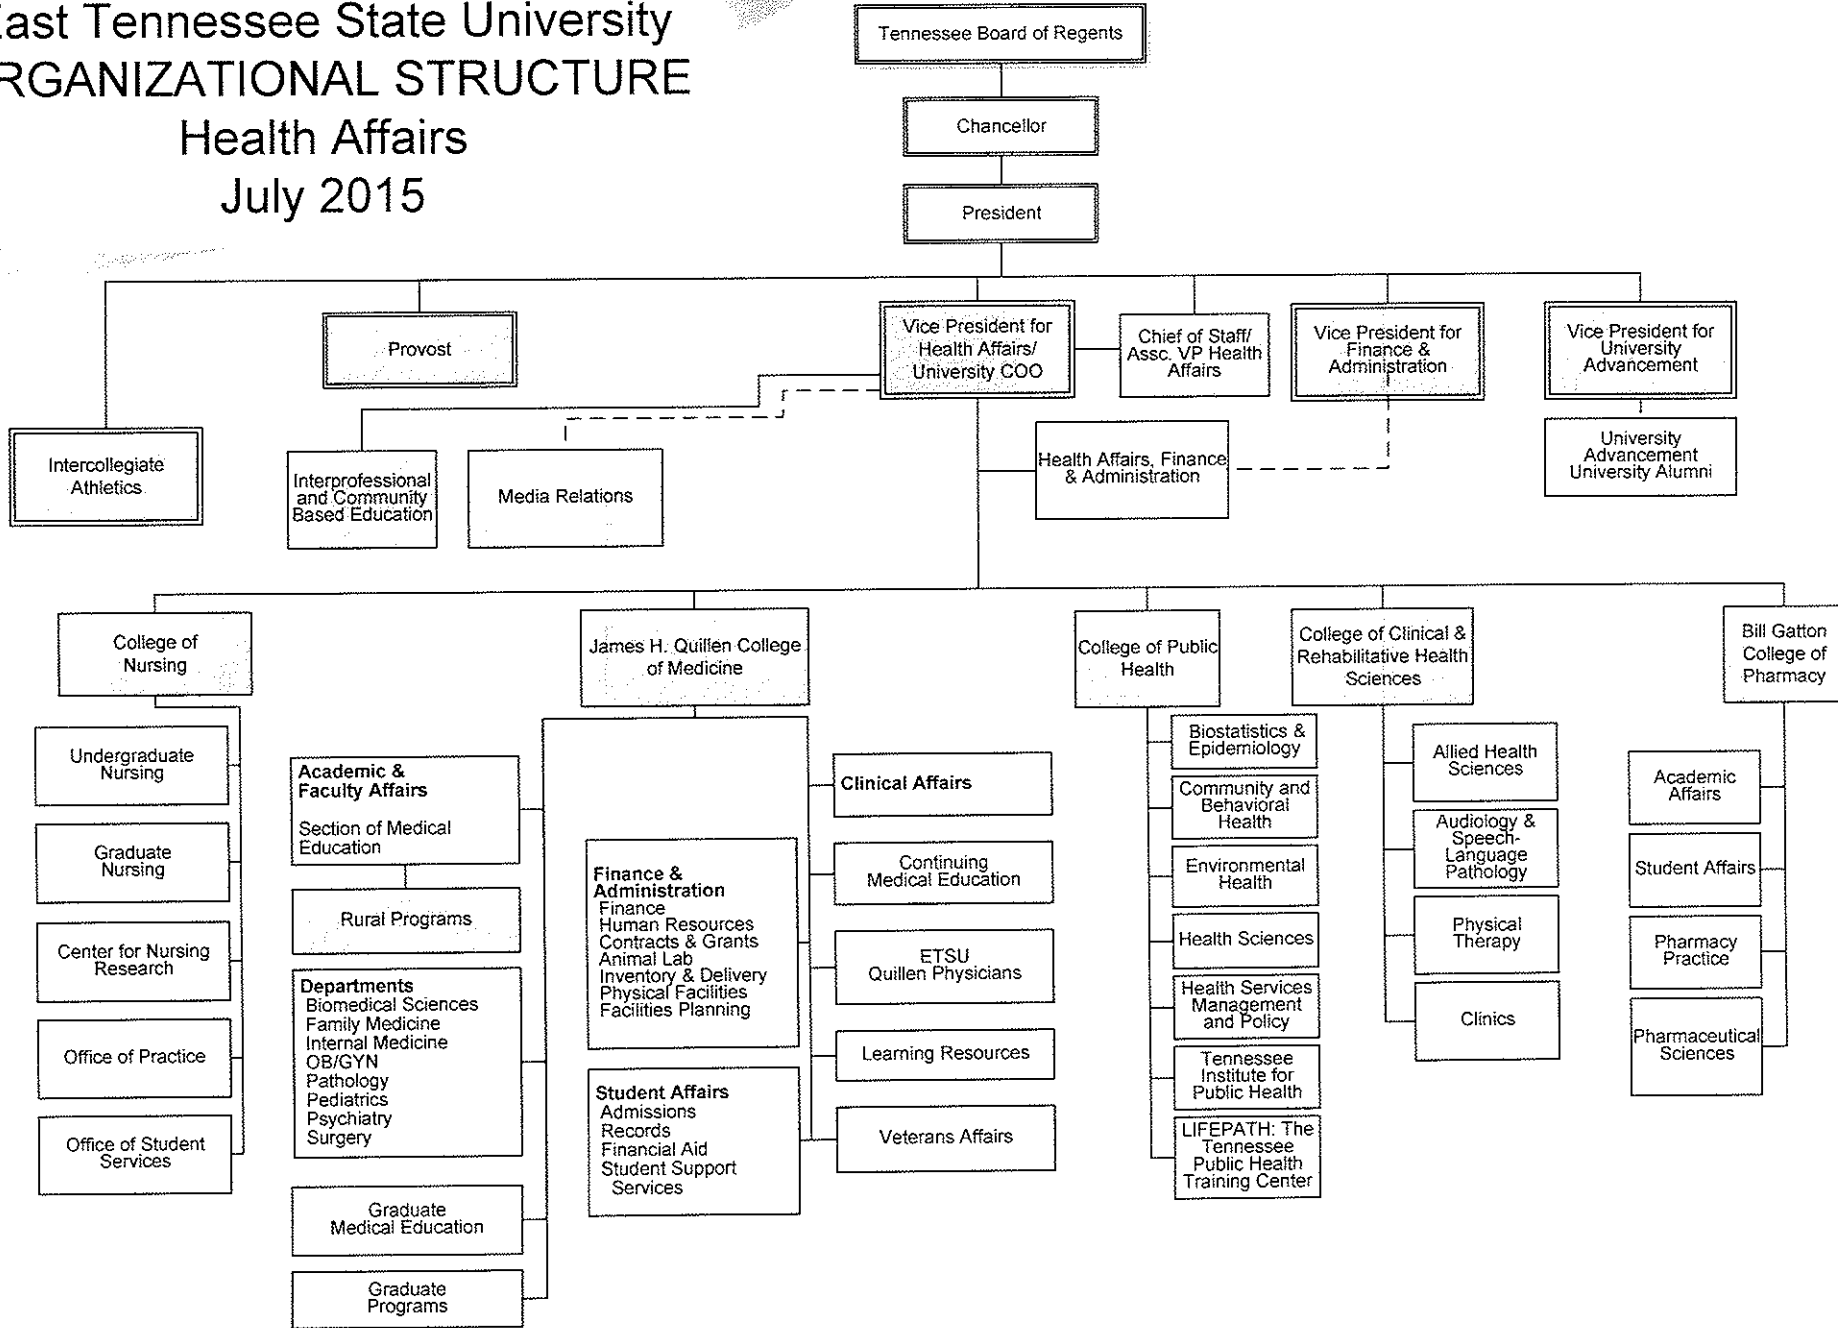 East Tennessee State University
RGANIZATIONAL STRUCTURE
Health Affairs
July 2015
Tennessee Board of Regents
Chancellor
President
Provost
Vice President for
Health Affairs/
University COO
Chief of Staff/
Assc. VP Health
Affairs
Vice President for
Finance &
Administration
Vice President for
University
Advancement
Intercollegiate
Athletics
Interprofessional
and Community
Based Education
Media Relations
Health Affairs, Finance
& Administration
University
Advancement
University Alumni
College of
Nursing
James H. Quillen College
of Medicine
College of Public
Health
College of Clinical &
Rehabilitative Health
Sciences
Bill Gatton
College of
Pharmacy
Undergraduate
Nursing
Graduate
Nursing
Center for Nursing
Research
Office of Practice
Office of Student
Services
Academic &
Faculty Affairs
Section of Medical
Education
Rural Programs
Departments
Biomedical Sciences
Family Medicine
Internal Medicine
OB/GYN
Pathology
Pediatrics
Psychiatry
Surgery
Graduate
Medical Education
Graduate
Programs
Finance &
Administration
Finance
Human Resources
Contracts & Grants
Animal Lab
Inventory & Delivery
Physical Facilities
Facilities Planning
Student Affairs
Admissions
Records
Financial Aid
Student Support
Services
Clinical Affairs
Continuing
Medical Education
ETSU
Quillen Physicians
Learning Resources
Veterans Affairs
Biostatistics &
Epidemiology
Community and
Behavioral
Health
Environmental
Health
Health Sciences
Health Services
Management
and Policy
Tennessee
Institute for
Public Health
LIFEPATH: The
Tennessee
Public Health
Training Center
Allied Health
Sciences
Audiology &
Speech-
Language
Pathology
Physical
Therapy
Clinics
Academic
Affairs
Student Affairs
Pharmacy
Practice
Pharmaceutical
Sciences